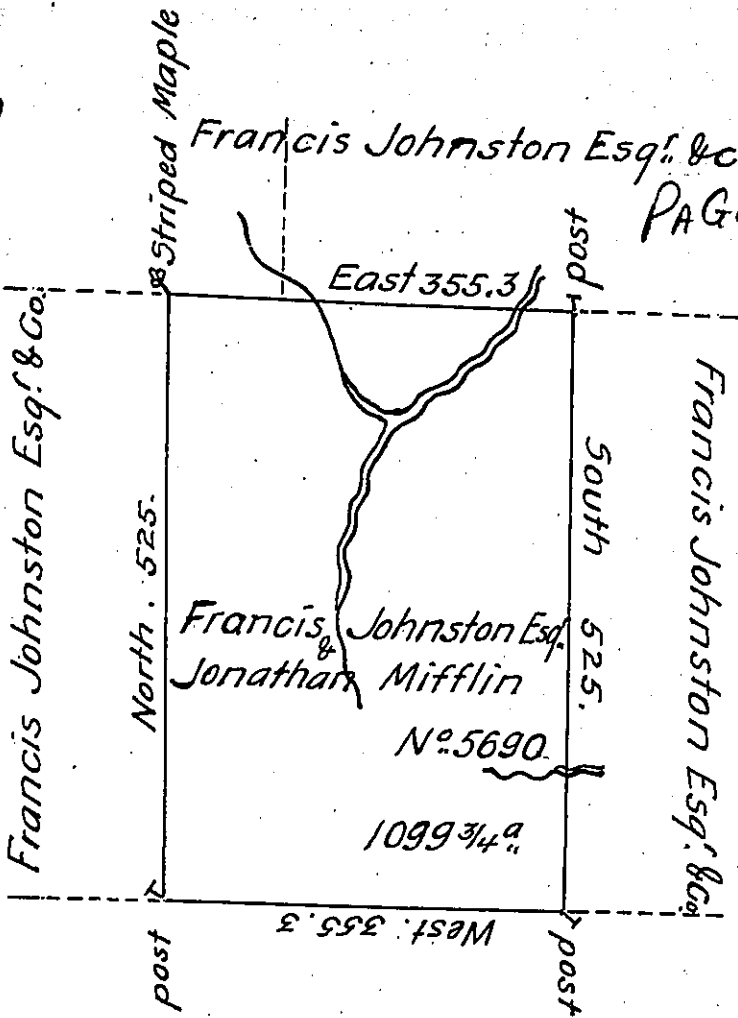 Striped Maple
Francis Johnston Esqr. & C
PAG
post
East 355.3
Francis Johnston Esqr. & Co.
North. 525.
South 525.
Francis Johnston Esqr. & Co
Francis Johnston Esqr.
&
Jonathan Mifflin
No. 5690
1099 3/4 a
West. 355.3
post
post